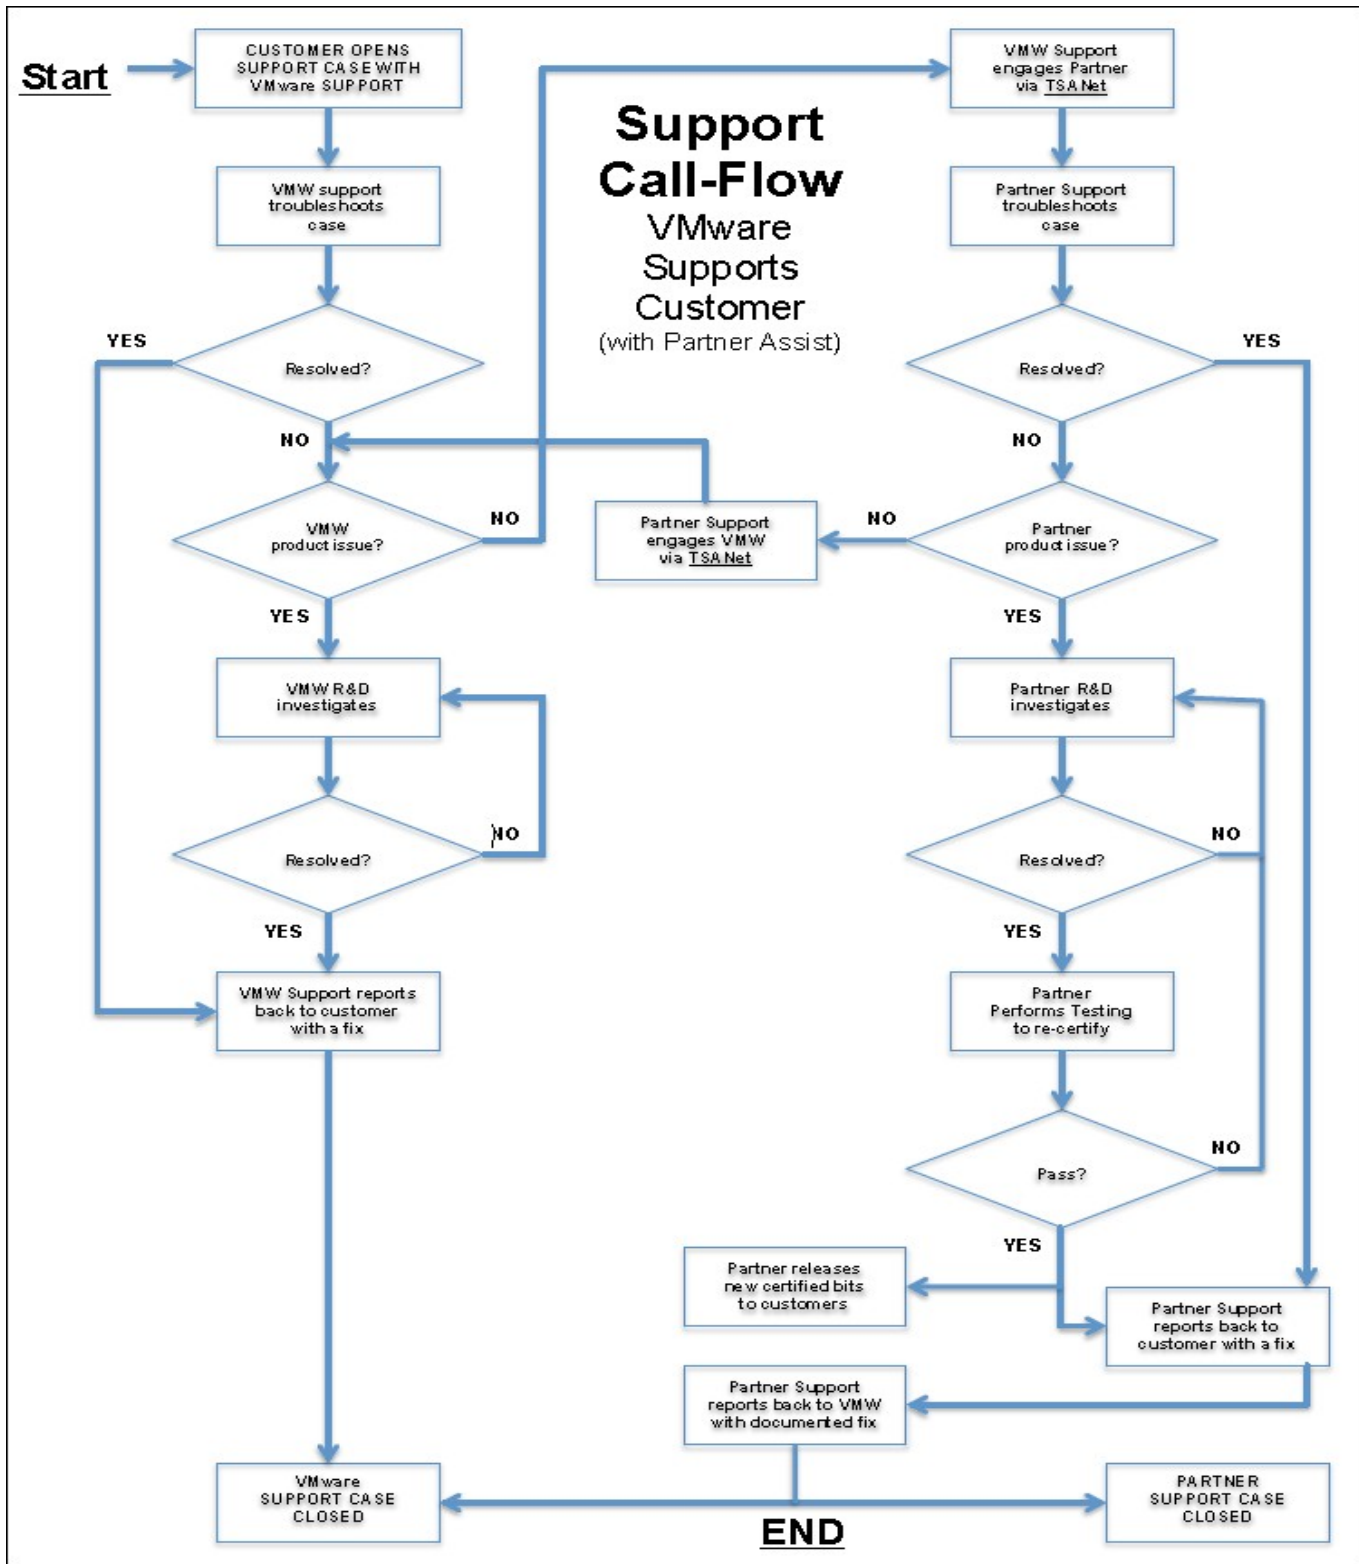 Start
CUSTOMER OPENS
SUPPORT CASE WITH
VMware SUPPORT
VMW support
troubleshoots
case
YES
Resolved?
NO
VMW
product issue?
NO
YES
VMW R&D
investigates
Resolved?
NO
YES
VMW Support reports
back to customer
with a fix
VMware
SUPPORT CASE
CLOSED
Support
Call-Flow
VMware
Supports
Customer
(with Partner Assist)
VMW Support
engages Partner
via TSANet
Partner Support
troubleshoots
case
Resolved?
YES
NO
Partner
product issue?
NO
Partner Support
engages VMW
via TSANet
YES
Partner R&D
investigates
Resolved?
NO
YES
Partner
Performs Testing
to re-certify
Pass?
NO
YES
Partner releases
new certified bits
to customers
Partner Support
reports back to
customer with a fix
Partner Support
reports back to VMW
with documented fix
PARTNER
SUPPORT CASE
CLOSED
END